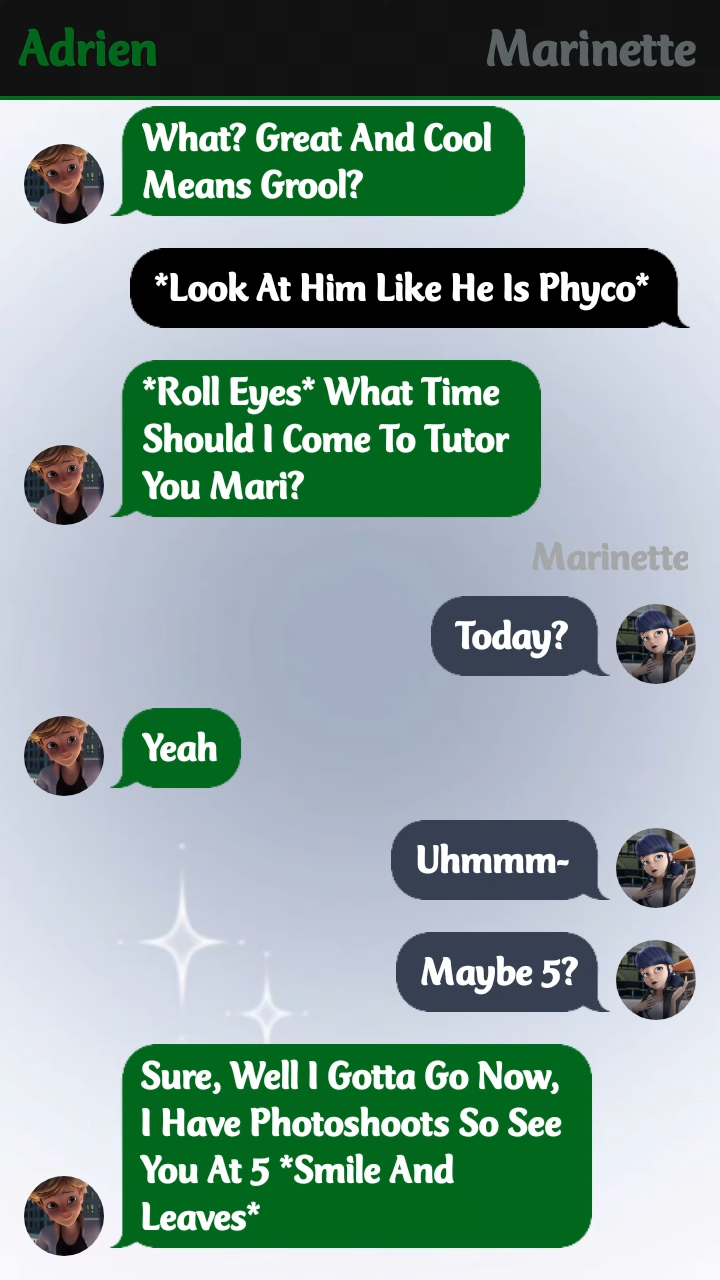 Adrien
Marinette
What? Great And Cool
Means Grool?
*Look At Him Like He Is Phyco*
*Roll Eyes* What Time
Should I Come To Tutor
You Mari?
Marinette
Today?
Yeah
Uhmmm-
Maybe 5?
Sure, Well I Gotta Go Now,
I Have Photoshoots So See
You At 5 *Smile And
Leaves*